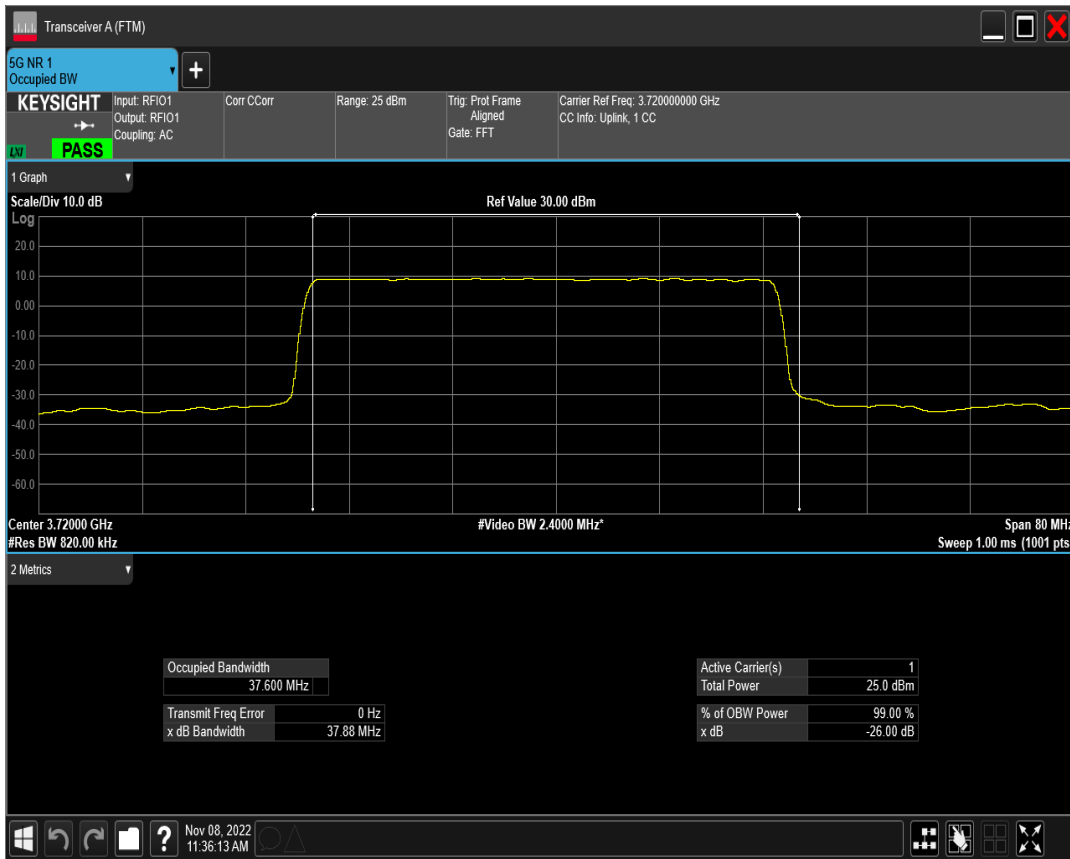 Transceiver A (FTM)
5G NR 1
Occupied BW
+
KEYSIGHT
LXI
PASS
Input: RFIO1
Output: RFIO1
Coupling: AC
Corr CCorr
Range: 25 dBm
Trig: Prot Frame
Aligned
Gate: FFT
Carrier Ref Freq: 3.720000000 GHz
CC Info: Uplink, 1 CC
1 Graph
Scale/Div 10.0 dB
Ref Value 30.00 dBm
Log
20.0
10.0
0.00
-10.0
-20.0
-30.0
-40.0
-50.0
-60.0
Center 3.72000 GHz
#Video BW 2.4000 MHz*
Span 80 MHz
#Res BW 820.00 kHz
Sweep 1.00 ms (1001 pts
2 Metrics
Occupied Bandwidth
37.600 MHz
Transmit Freq Error 0 Hz
x dB Bandwidth 37.88 MHz
Active Carrier(s) 1
Total Power 25.0 dBm
% of OBW Power 99.00 %
x dB -26.00 dB
?
Nov 08, 2022
11:36:13 AM